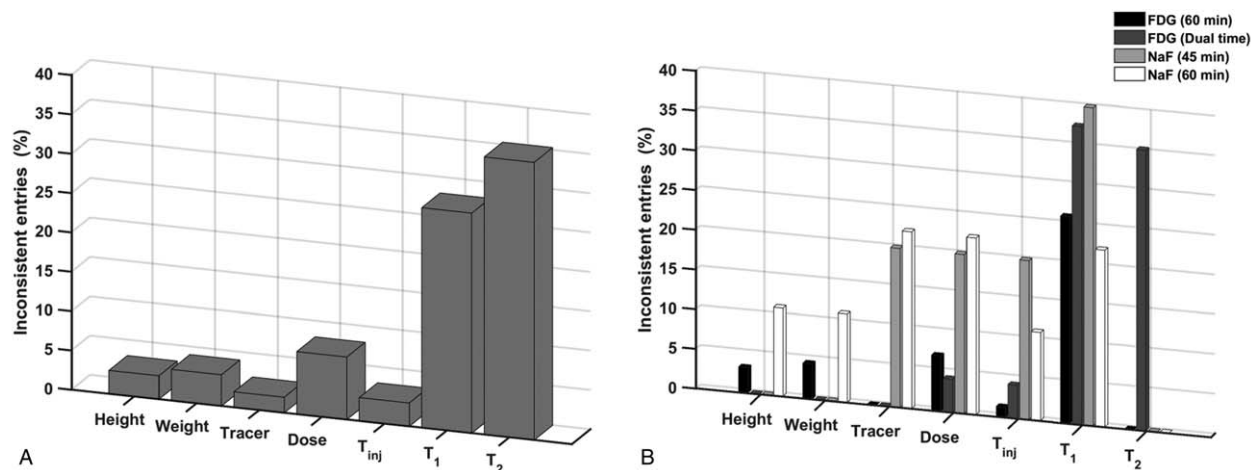 40
35
30
25
20
15
10
5
0
Inconsistent entries (%)
Height
Weight
Tracer
Dose
Tinj
T1
T2
A
FDG (60 min)
FDG (Dual time)
NaF (45 min)
NaF (60 min)
40
35
30
25
20
15
10
5
0
Inconsistent entries (%)
Height
Weight
Tracer
Dose
Tinj
T1
T2
B